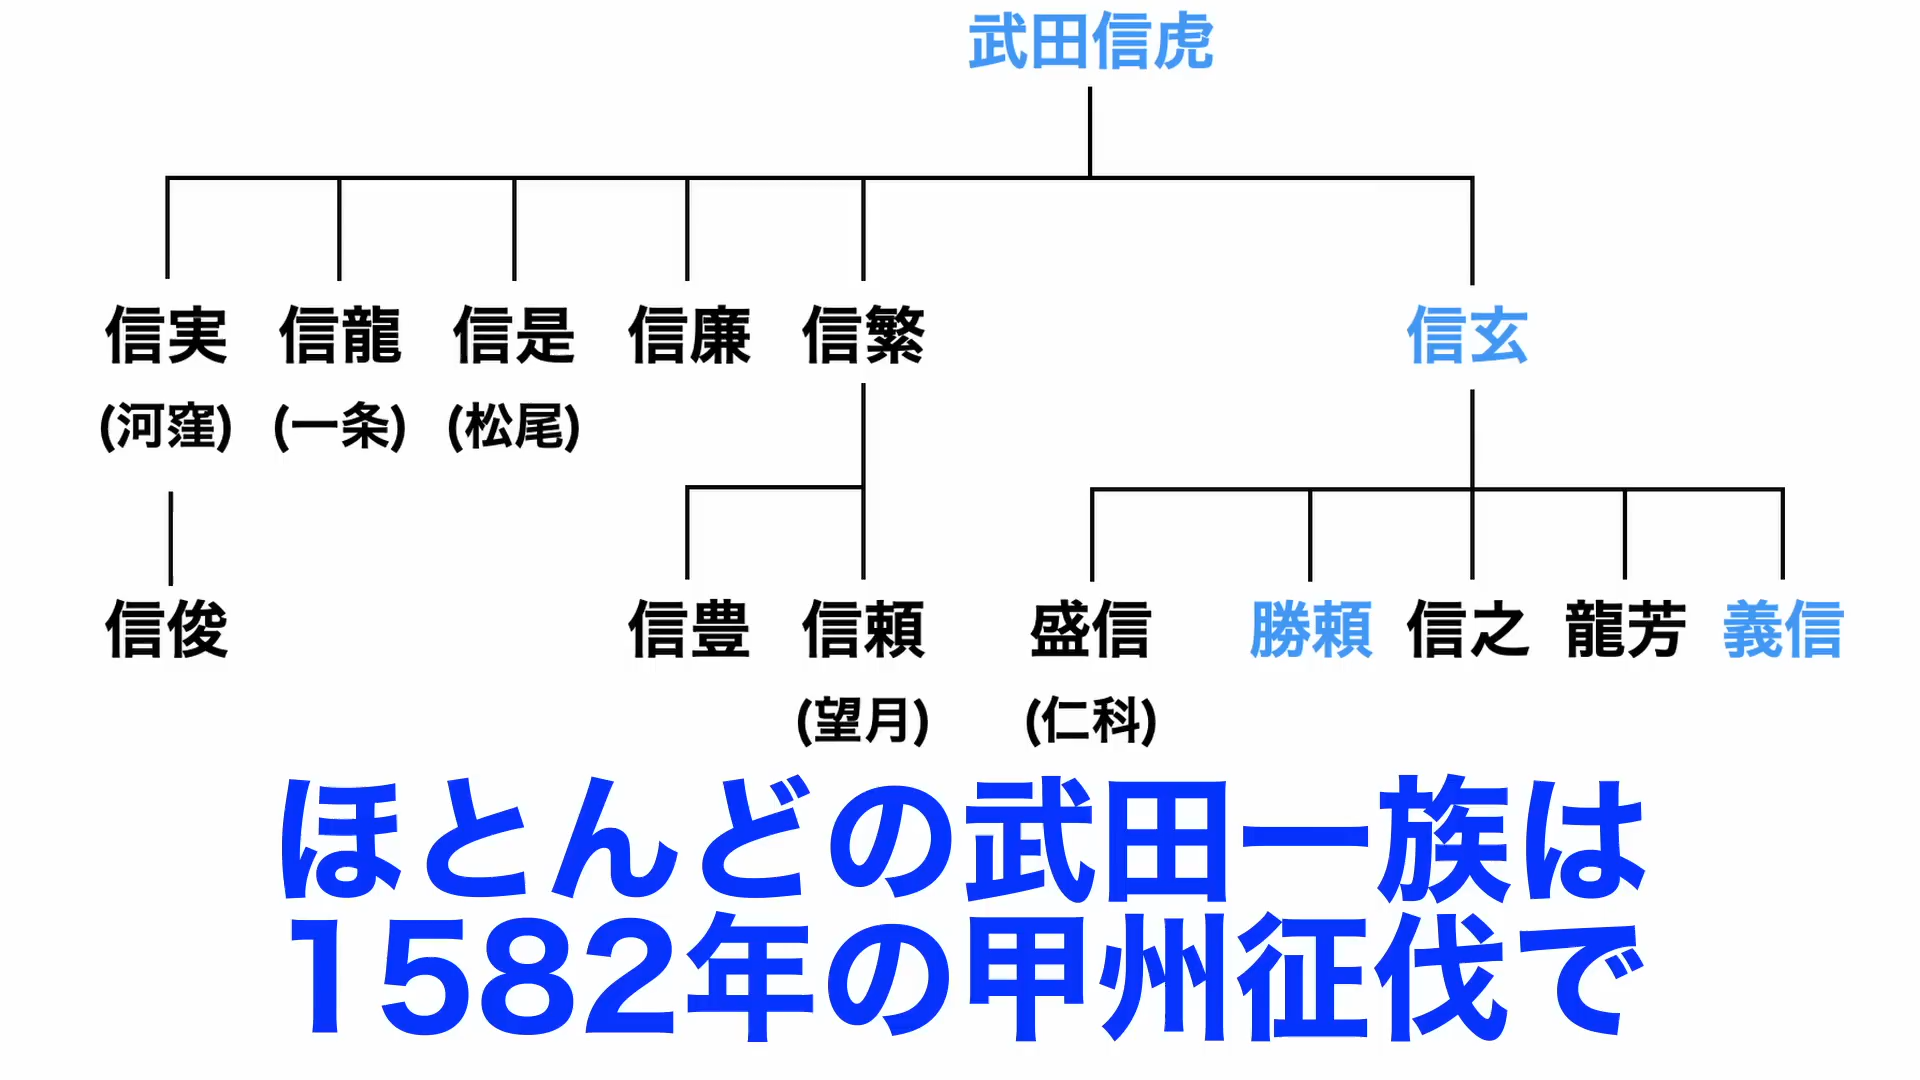 武田信虎
信実 信龍 信是 信廉 信繁 信玄
(河窪) (一条) (松尾)
信俊 信豊 信頼 盛信 勝頼 信之 龍芳 義信
(望月) (仁科)
ほとんどの武田一族は
1582年の甲州征伐で